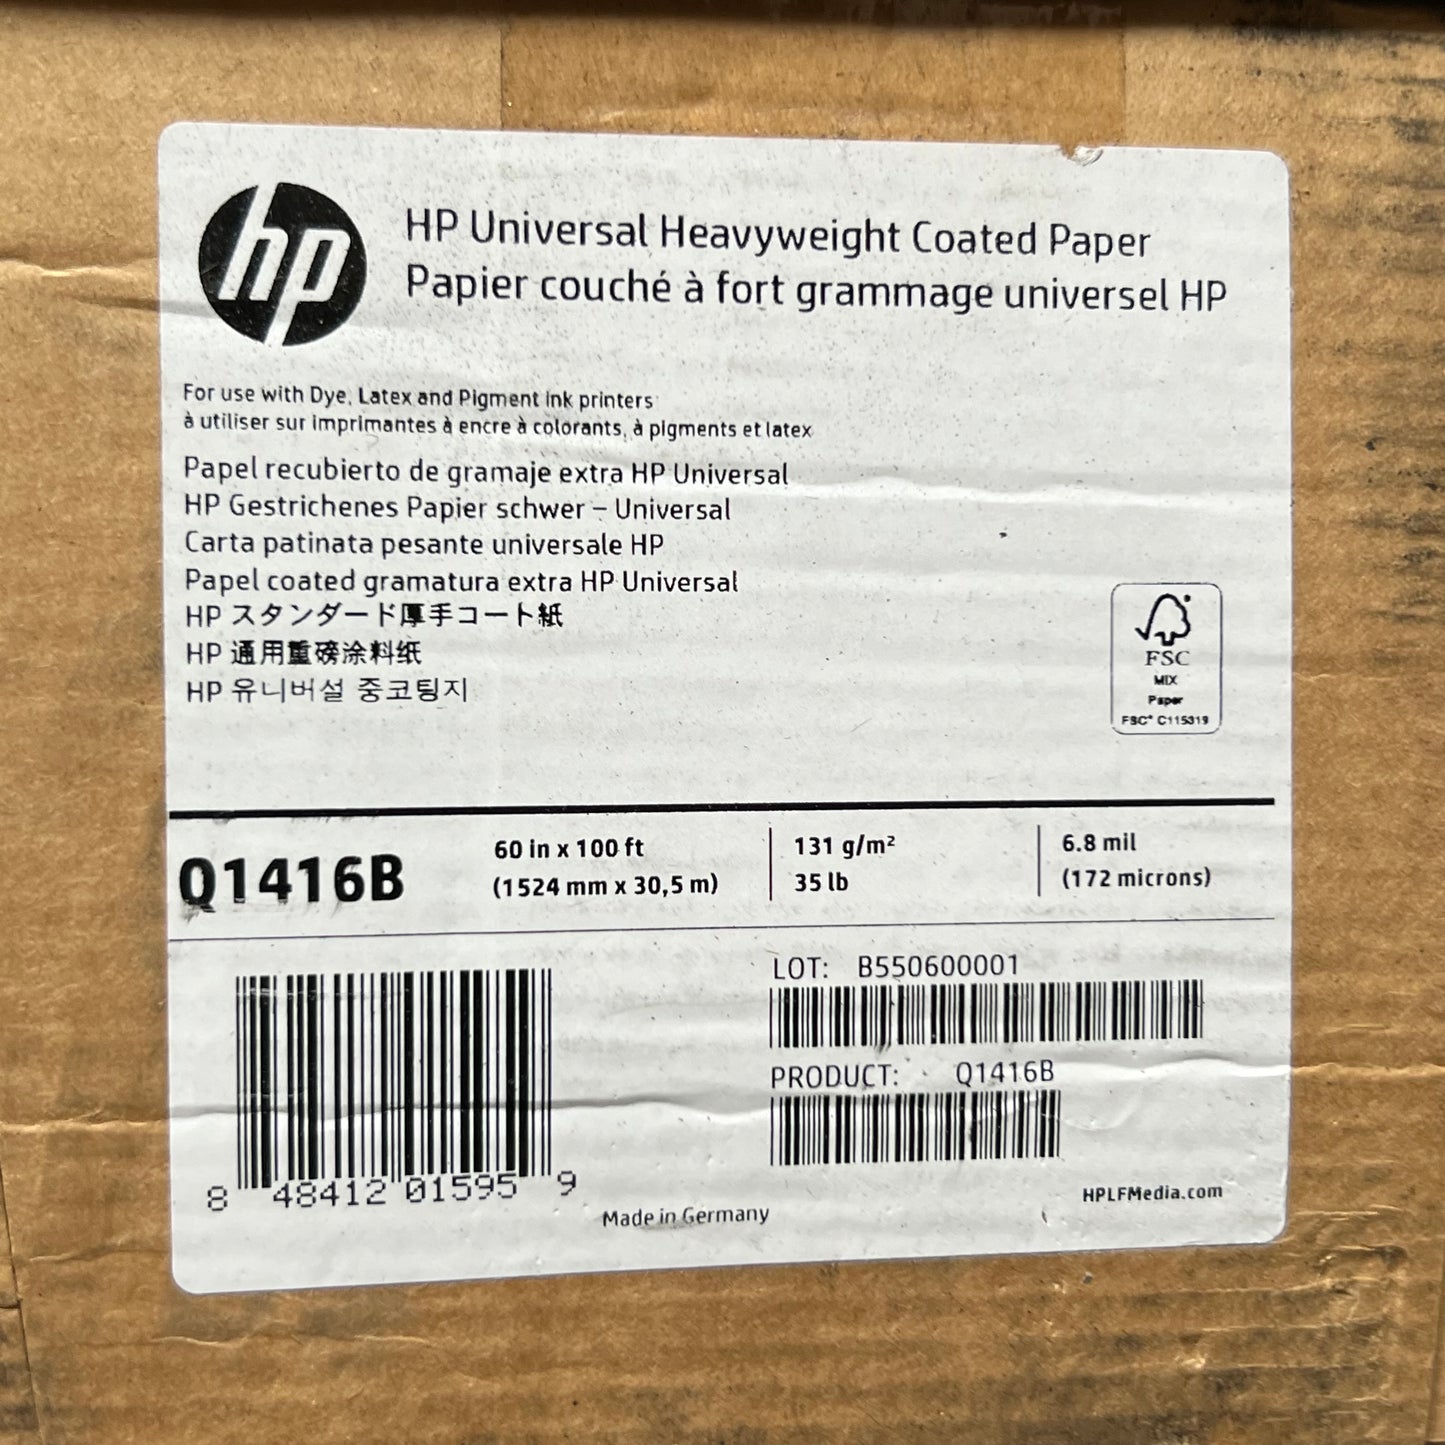 hp
HP Universal Heavyweight Coated Paper
Papier couché à fort grammage universel HP
For use with Dye, Latex and Pigment ink printers
à utiliser sur imprimantes à encre à colorants, à pigments et latex
Papel recubierto de gramaje extra HP Universal
HP Gestrichenes Papier schwer – Universal
Carta patinata pesante universale HP
Papel coated gramatura extra HP Universal
HP スタンダード厚手コート紙
HP 通用重磅涂料纸
HP 유니버설 중코팅지
FSC
MIX
Paper
FSC® C115319
Q1416B
60 in x 100 ft
(1524 mm x 30,5 m)
131 g/m²
35 lb
6.8 mil
(172 microns)
LOT: B550600001
PRODUCT: Q1416B
8 48412 01595 9
Made in Germany
HPLFMedia.com